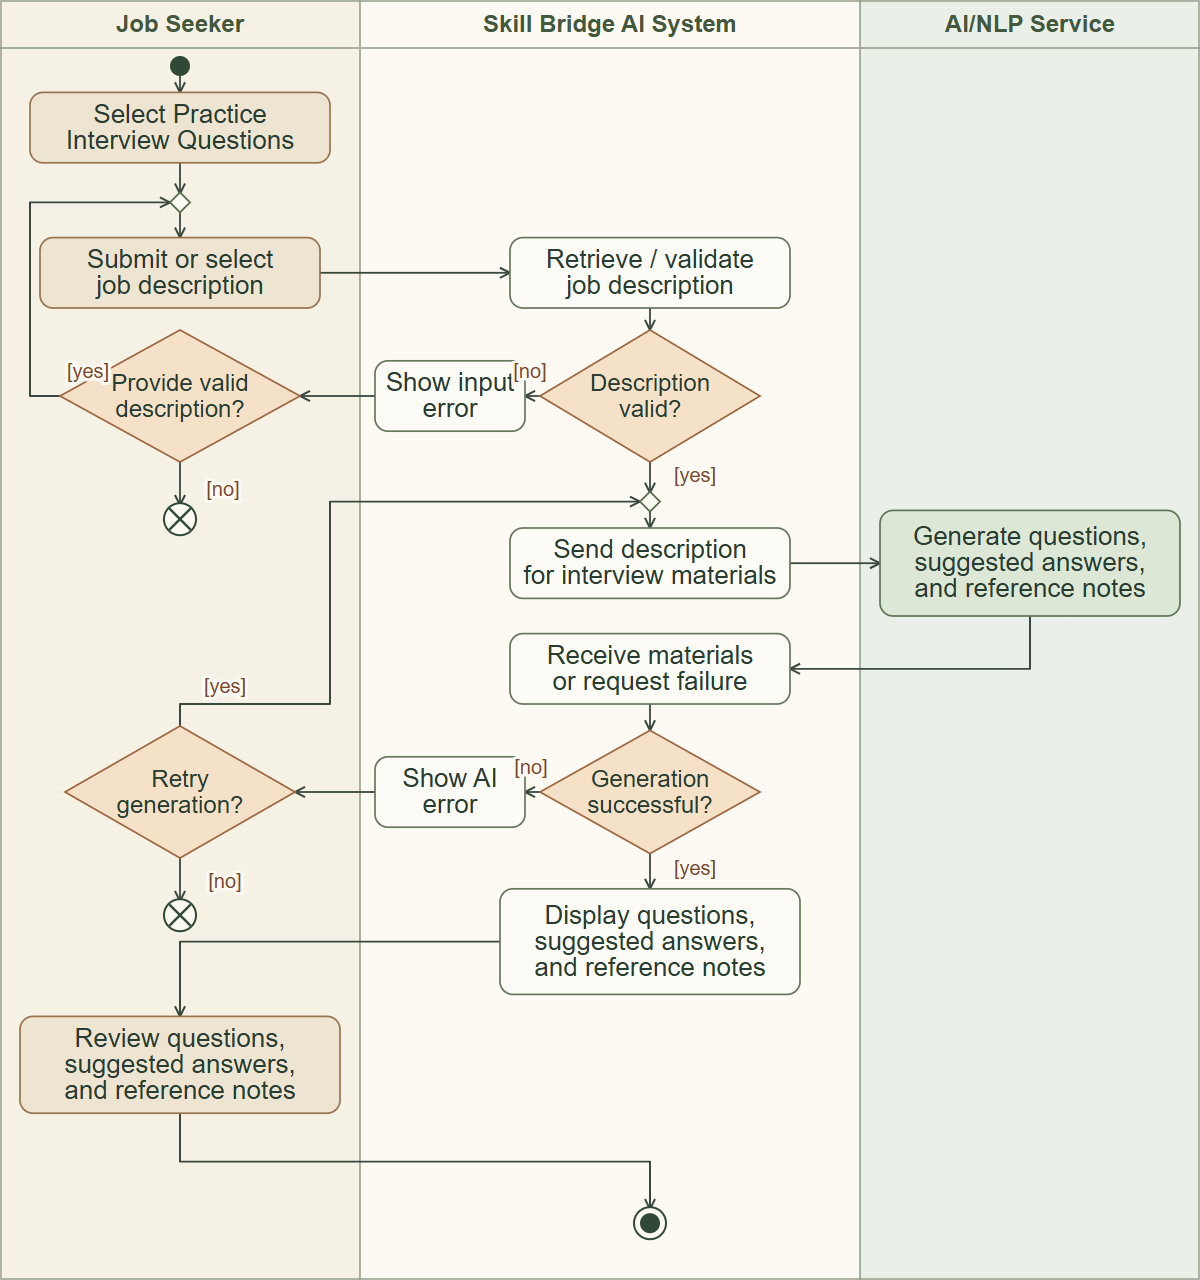 Job Seeker
Skill Bridge AI System
AI/NLP Service
Select Practice
Interview Questions
Submit or select
job description
Retrieve / validate
job description
[yes]
Provide valid
description?
Show input
error
[no]
Description
valid?
[no]
[yes]
Send description
for interview materials
Generate questions,
suggested answers,
and reference notes
Receive materials
or request failure
[yes]
Retry
generation?
Show AI
error
[no]
Generation
successful?
[no]
[yes]
Display questions,
suggested answers,
and reference notes
Review questions,
suggested answers,
and reference notes